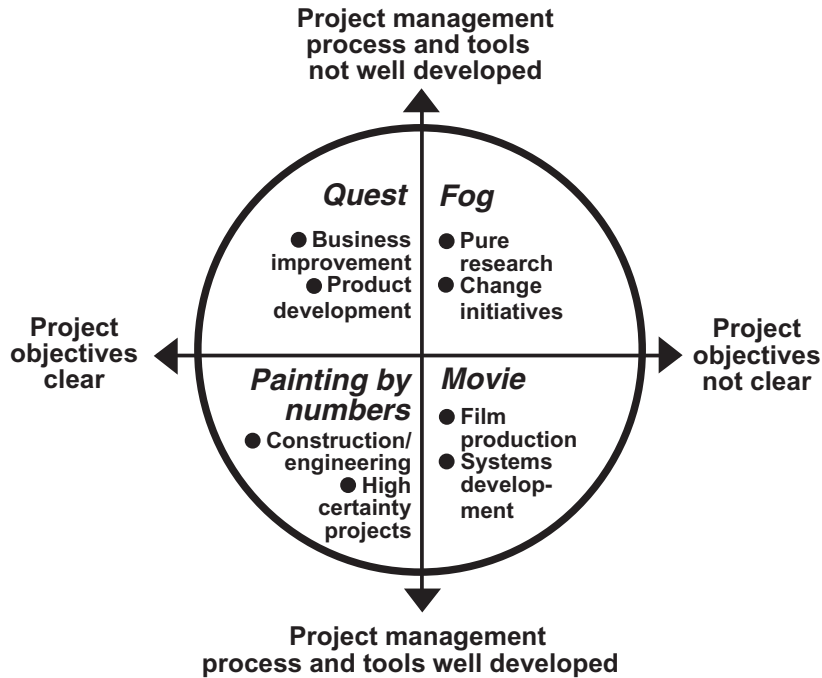 Project management
process and tools
not well developed
Quest
● Business
improvement
● Product
development
Fog
● Pure
research
● Change
initiatives
Project
objectives
clear
Project
objectives
not clear
Painting by
numbers
● Construction/
engineering
● High
certainty
projects
Movie
● Film
production
● Systems
develop-
ment
Project management
process and tools well developed